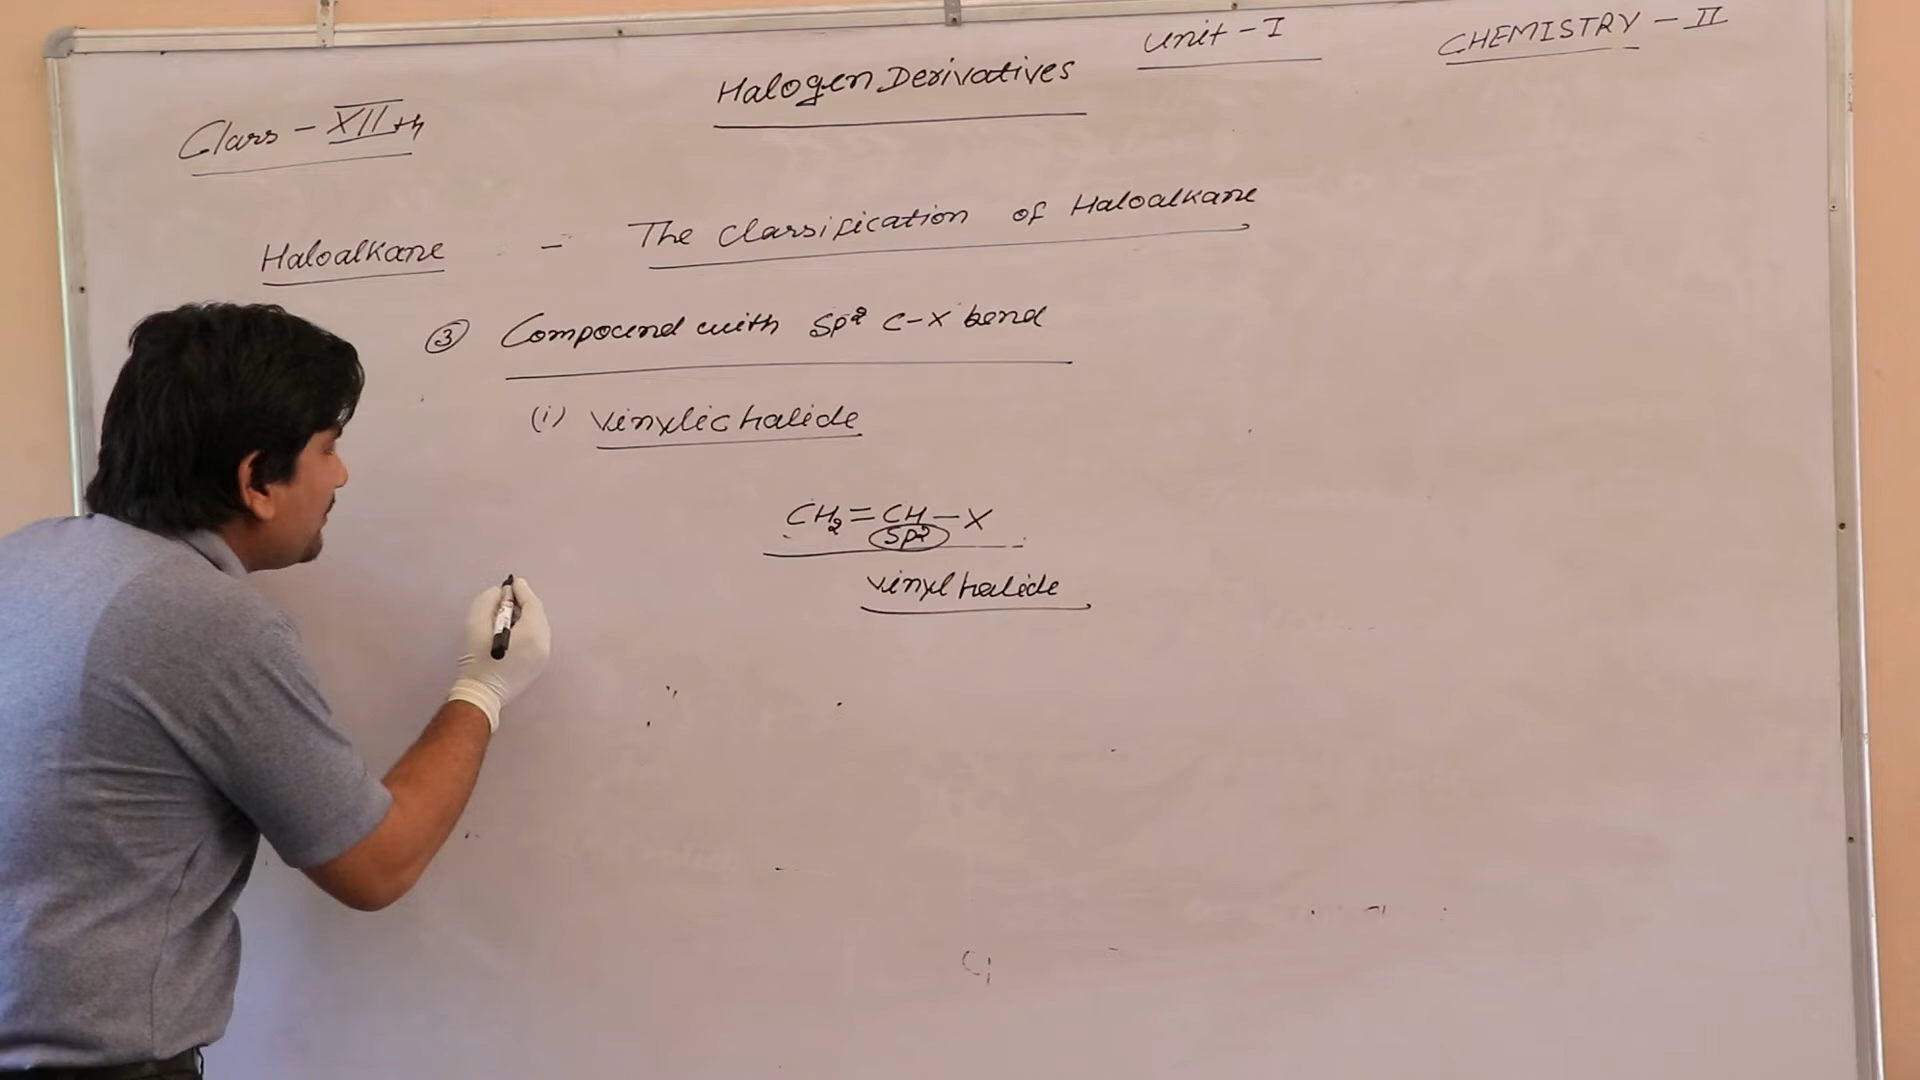 Unit - I
CHEMISTRY - II
Halogen Derivatives
Class - XIIth
Haloalkane - The Classification of Haloalkane
③ Compound with sp² C-X bond
(i) Vinylic halide
CH₂=CH-X
sp²
vinyl halide